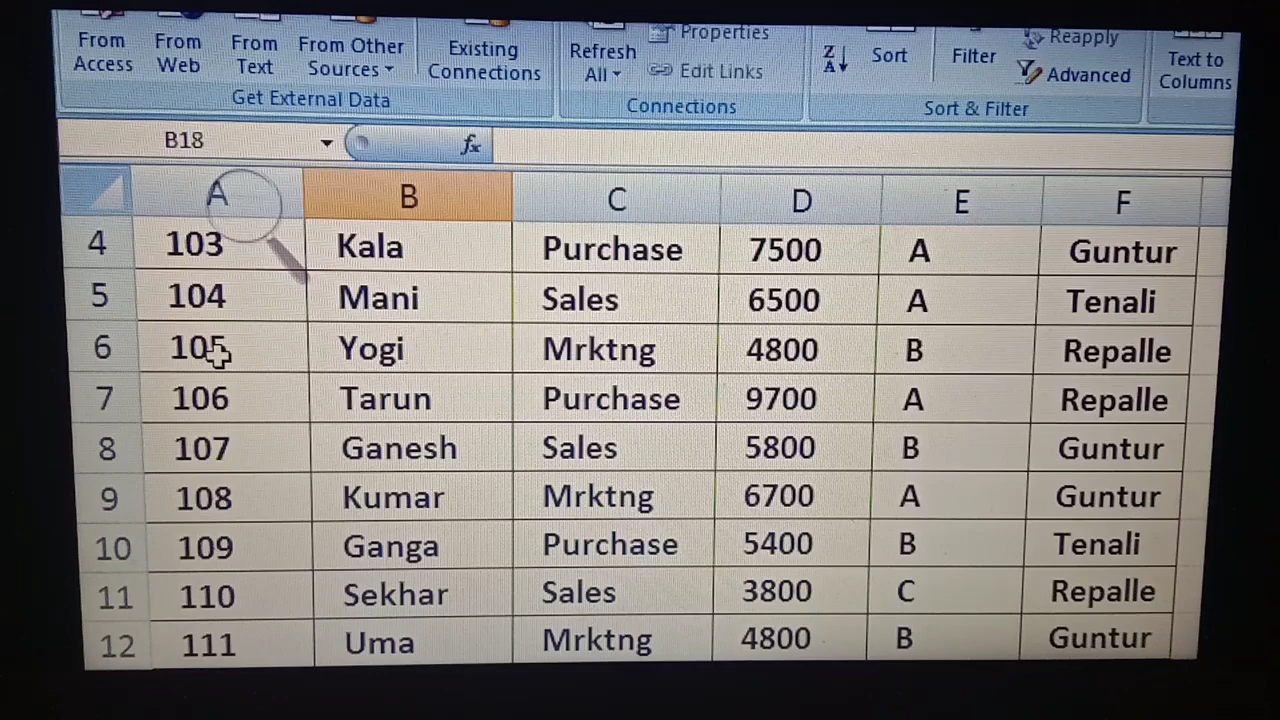 From Access
From Web
From Text
From Other Sources
Existing Connections
Get External Data
Refresh All
Properties
Edit Links
Connections
Z A
Sort
Filter
Reapply
Advanced
Sort & Filter
Text to Columns
B18 fx
A B C D E F
4 103 Kala Purchase 7500 A Guntur
5 104 Mani Sales 6500 A Tenali
6 105 Yogi Mrktng 4800 B Repalle
7 106 Tarun Purchase 9700 A Repalle
8 107 Ganesh Sales 5800 B Guntur
9 108 Kumar Mrktng 6700 A Guntur
10 109 Ganga Purchase 5400 B Tenali
11 110 Sekhar Sales 3800 C Repalle
12 111 Uma Mrktng 4800 B Guntur